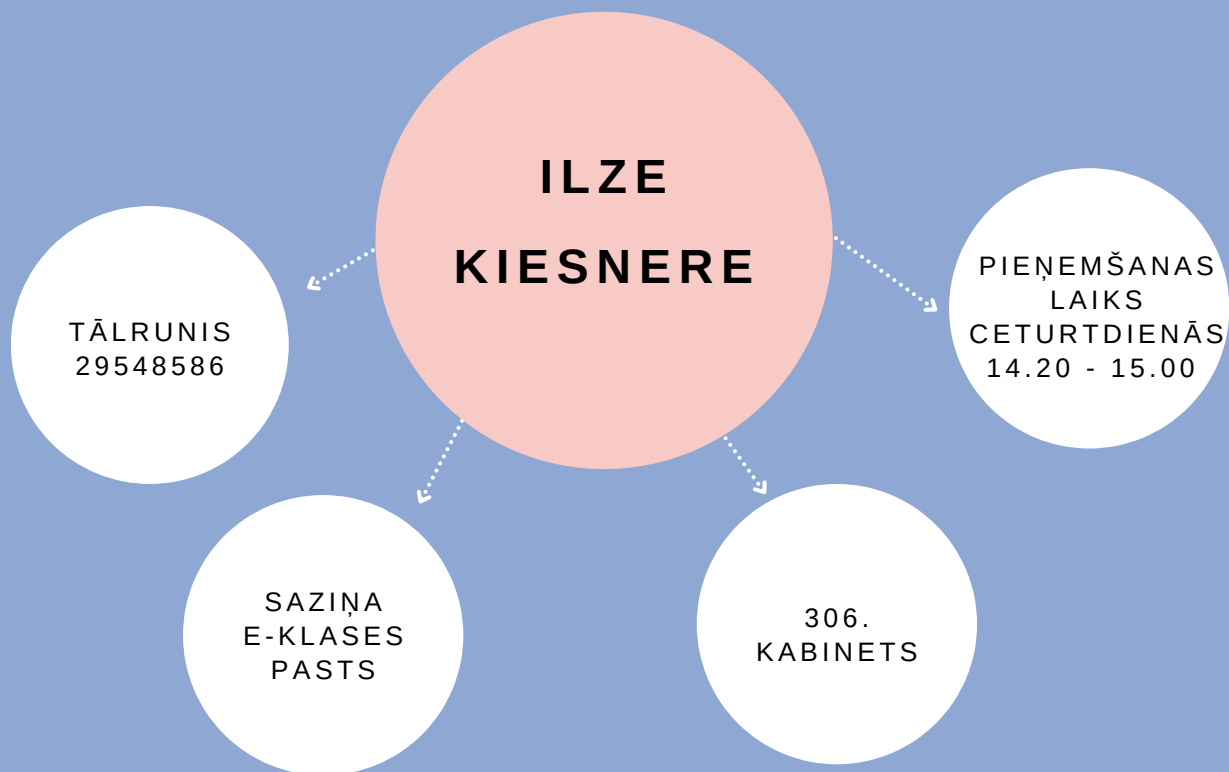 ILZE
KIESNERE
TĀLRUNIS
29548586
PIEŅEMŠANAS
LAIKS
CETURTDIENĀS
14.20 - 15.00
SAZIŅA
E-KLASES
PASTS
306.
KABINETS